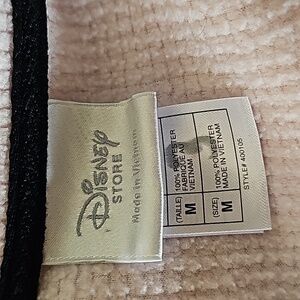 Disney
STORE
Made in Vietnam
(TAILLE)
M
100% POLYESTER
FABRIQUÉ AU
VIETNAM
(SIZE)
M
100% POLYESTER
MADE IN VIETNAM
STYLE# 400105